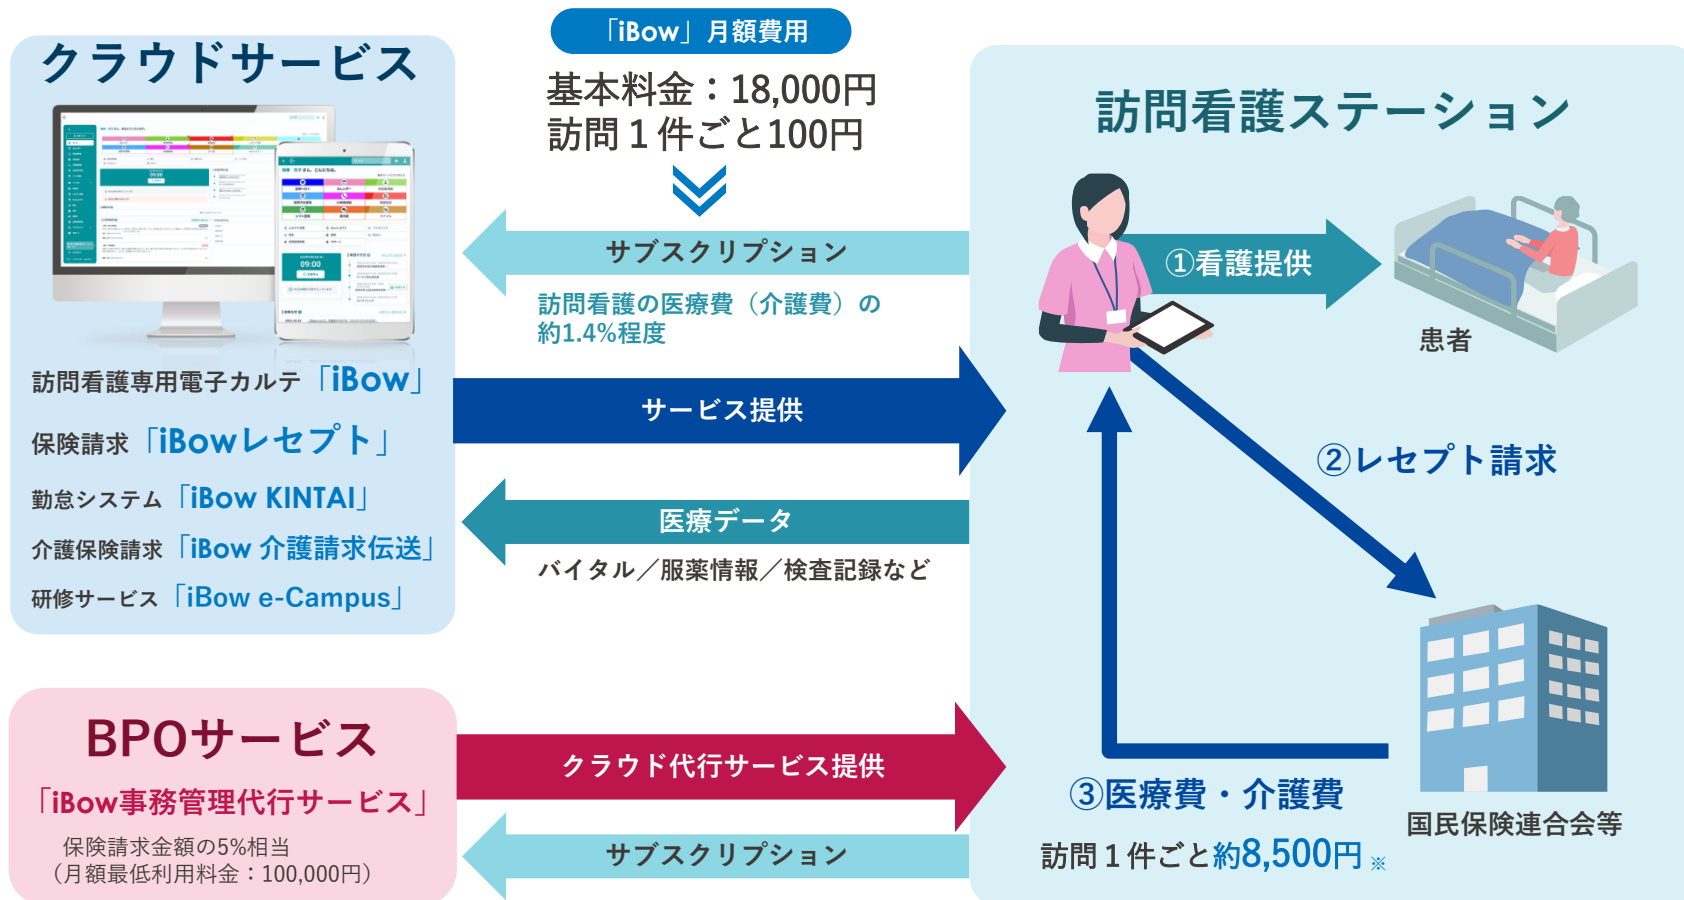 「iBow」月額費用
基本料金：18,000円
訪問１件ごと100円
クラウドサービス
09:00
09:00
訪問看護専用電子カルテ「iBow」
保険請求「iBowレセプト」
勤怠システム「iBow KINTAI」
介護保険請求「iBow 介護請求伝送」
研修サービス「iBow e-Campus」
サブスクリプション
訪問看護の医療費（介護費）の
約1.4%程度
サービス提供
医療データ
バイタル／服薬情報／検査記録など
訪問看護ステーション
①看護提供
患者
②レセプト請求
③医療費・介護費
訪問１件ごと約8,500円 ※
国民保険連合会等
BPOサービス
「iBow事務管理代行サービス」
保険請求金額の5%相当
（月額最低利用料金：100,000円）
クラウド代行サービス提供
サブスクリプション